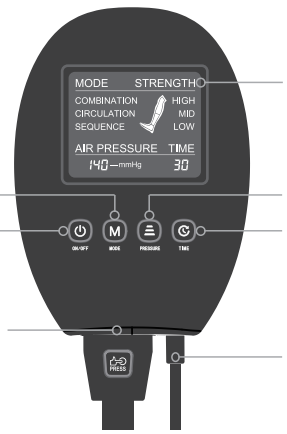 MODE STRENGTH
COMBINATION HIGH
CIRCULATION MID
SEQUENCE LOW
AIR PRESSURE TIME
140-mmHg 30
M
ON/OFF MODE PRESSURE TIME
PRESS